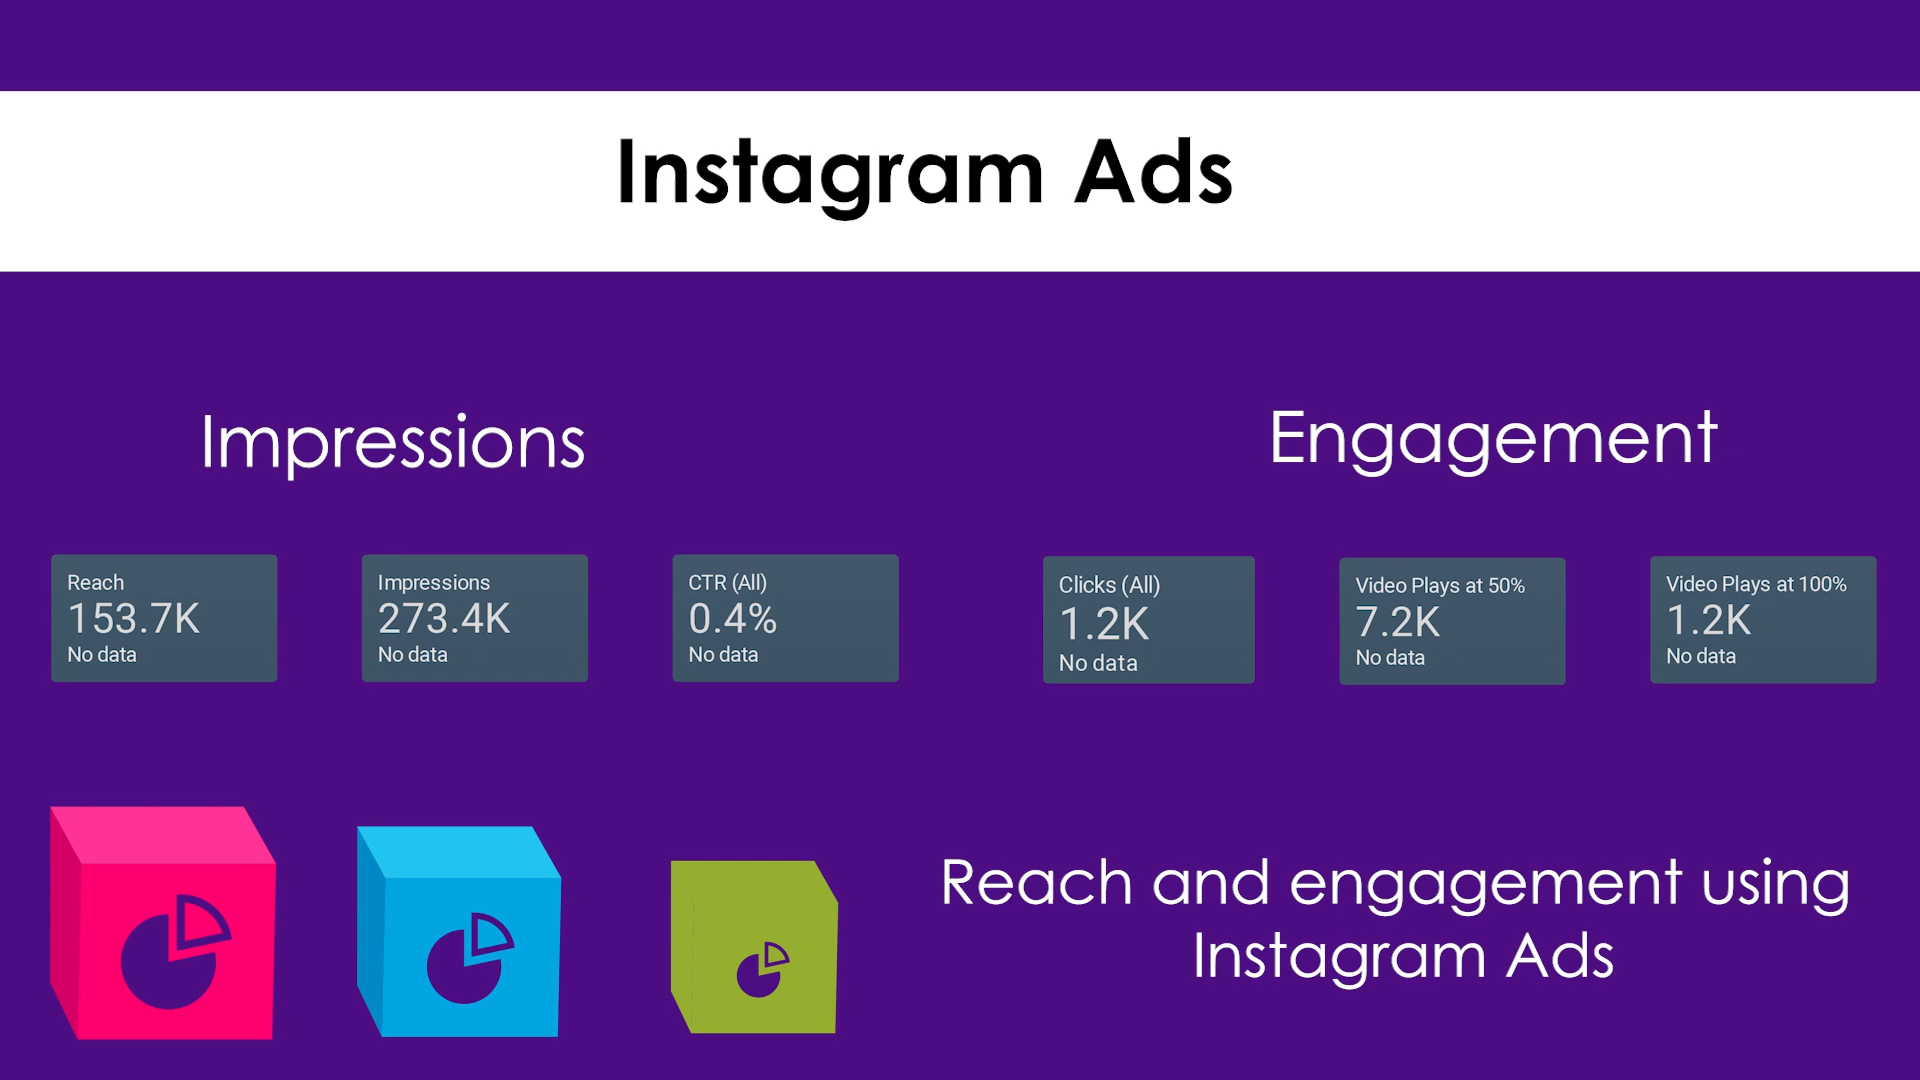 Instagram Ads
Impressions
Engagement
Reach
153.7K
No data
Impressions
273.4K
No data
CTR (All)
0.4%
No data
Clicks (All)
1.2K
No data
Video Plays at 50%
7.2K
No data
Video Plays at 100%
1.2K
No data
Reach and engagement using
Instagram Ads